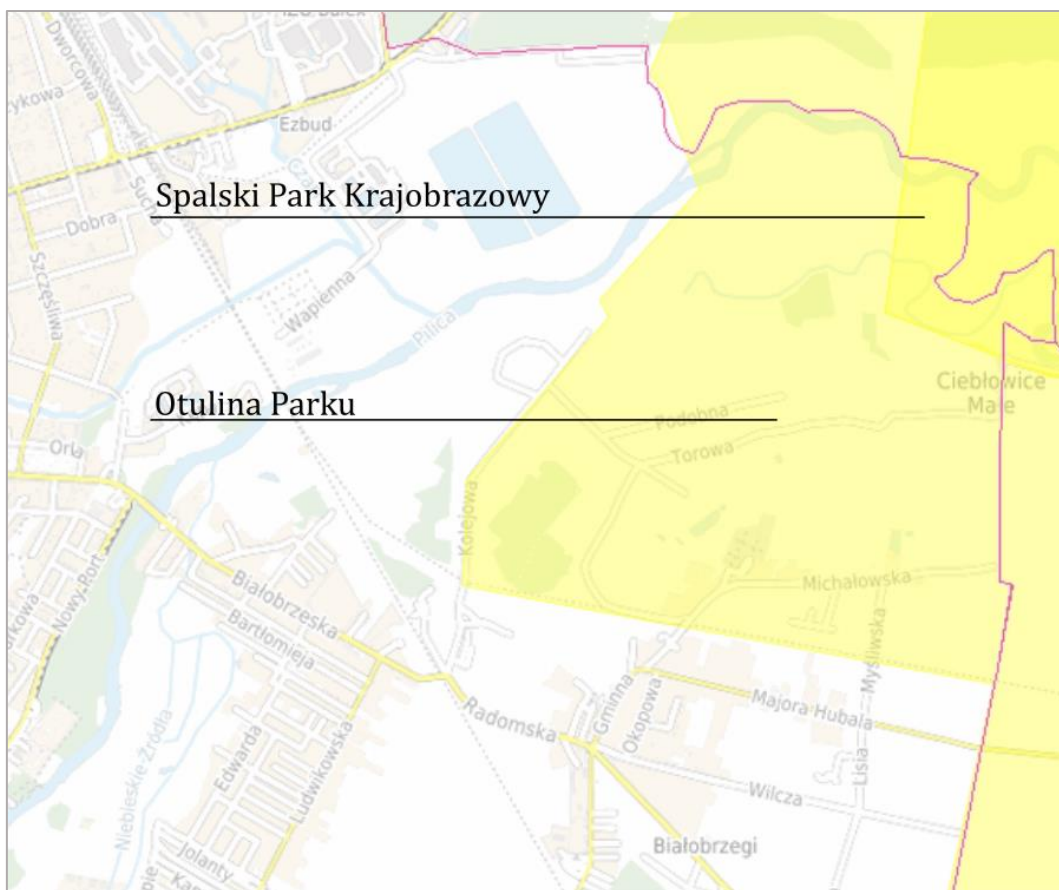 Dworcowa
Ezbud
Sucha
Dobra
Szczęśliwa
Spalski Park Krajobrazowy
Wapienna
Pilica
Ciebłowice
Małe
Otulina Parku
Podobna
Torowa
Orla
Kolejowa
Nowy Port
Białobrzeska
Bartłomieja
Michałowska
Myśliwska
Gminna
Okopowa
Majora Hubala
Radomska
Niebieskie Źródła
Edwarda
Ludwikowska
Lisia
Wilcza
Białobrzegi
Jolanty